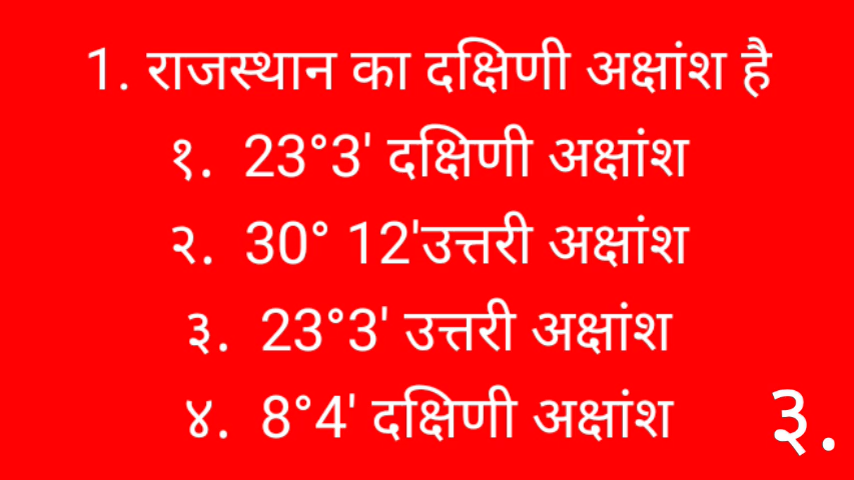 1. राजस्थान का दक्षिणी अक्षांश है
१. 23°3' दक्षिणी अक्षांश
२. 30° 12'उत्तरी अक्षांश
३. 23°3' उत्तरी अक्षांश
४. 8°4' दक्षिणी अक्षांश
३.